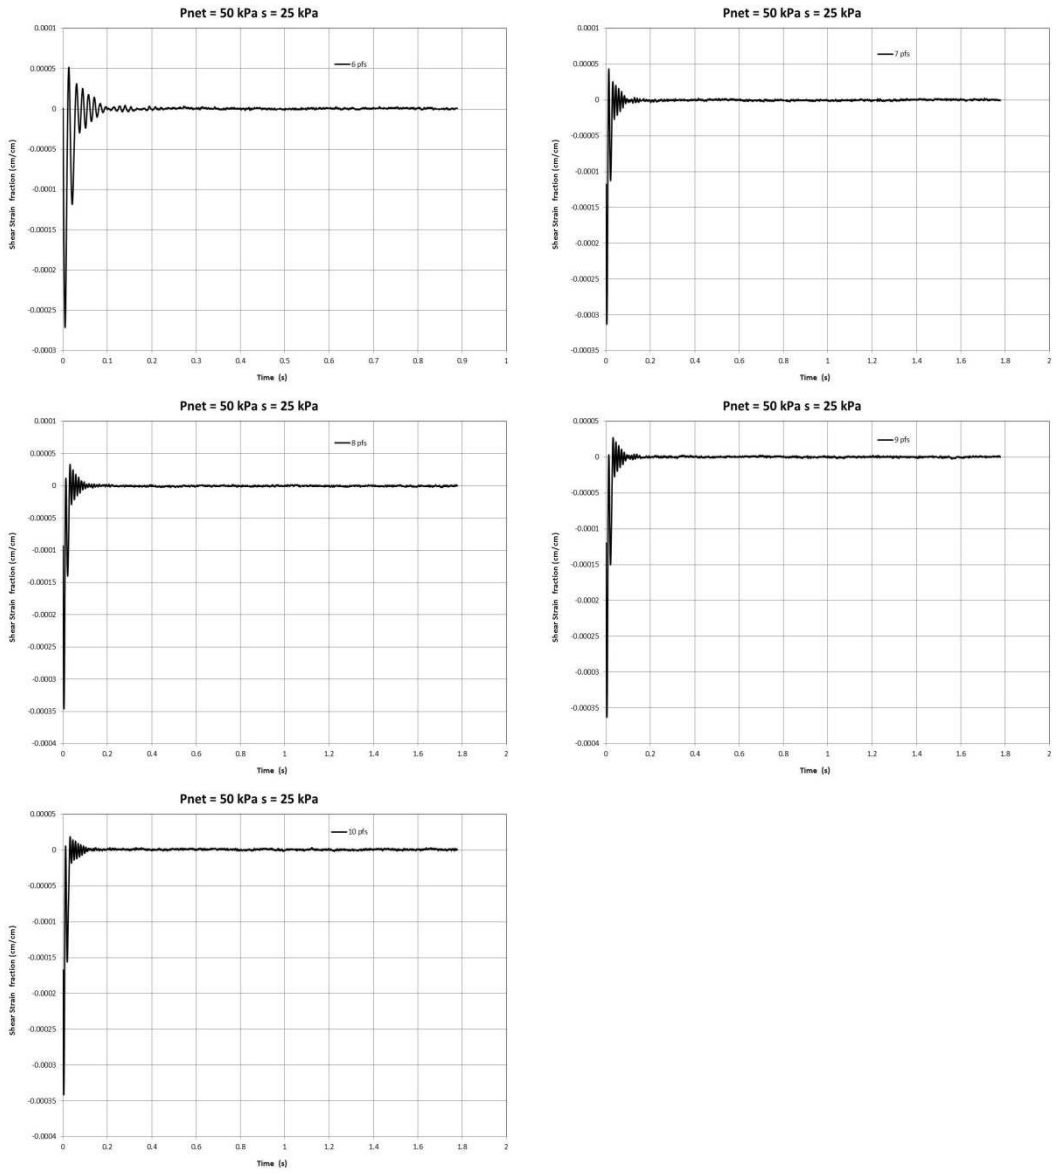 Pnet = 50 kPa s = 25 kPa
0.0001
0.00005
0
-0.00005
-0.0001
-0.00015
-0.0002
-0.00025
-0.0003
Shear Strain fraction (cm/cm)
6 pfs
0 0.1 0.2 0.3 0.4 0.5 0.6 0.7 0.8 0.9 1
Time (s)
Pnet = 50 kPa s = 25 kPa
0.0001
0.00005
0
-0.00005
-0.0001
-0.00015
-0.0002
-0.00025
-0.0003
-0.00035
Shear Strain fraction (cm/cm)
7 pfs
0 0.2 0.4 0.6 0.8 1 1.2 1.4 1.6 1.8 2
Time (s)
Pnet = 50 kPa s = 25 kPa
0.0001
0.00005
0
-0.00005
-0.0001
-0.00015
-0.0002
-0.00025
-0.0003
-0.00035
-0.0004
Shear Strain fraction (cm/cm)
8 pfs
0 0.2 0.4 0.6 0.8 1 1.2 1.4 1.6 1.8 2
Time (s)
Pnet = 50 kPa s = 25 kPa
0.00005
0
-0.00005
-0.0001
-0.00015
-0.0002
-0.00025
-0.0003
-0.00035
-0.0004
Shear Strain fraction (cm/cm)
9 pfs
0 0.2 0.4 0.6 0.8 1 1.2 1.4 1.6 1.8 2
Time (s)
Pnet = 50 kPa s = 25 kPa
0.00005
0
-0.00005
-0.0001
-0.00015
-0.0002
-0.00025
-0.0003
-0.00035
-0.0004
Shear Strain fraction (cm/cm)
10 pfs
0 0.2 0.4 0.6 0.8 1 1.2 1.4 1.6 1.8 2
Time (s)